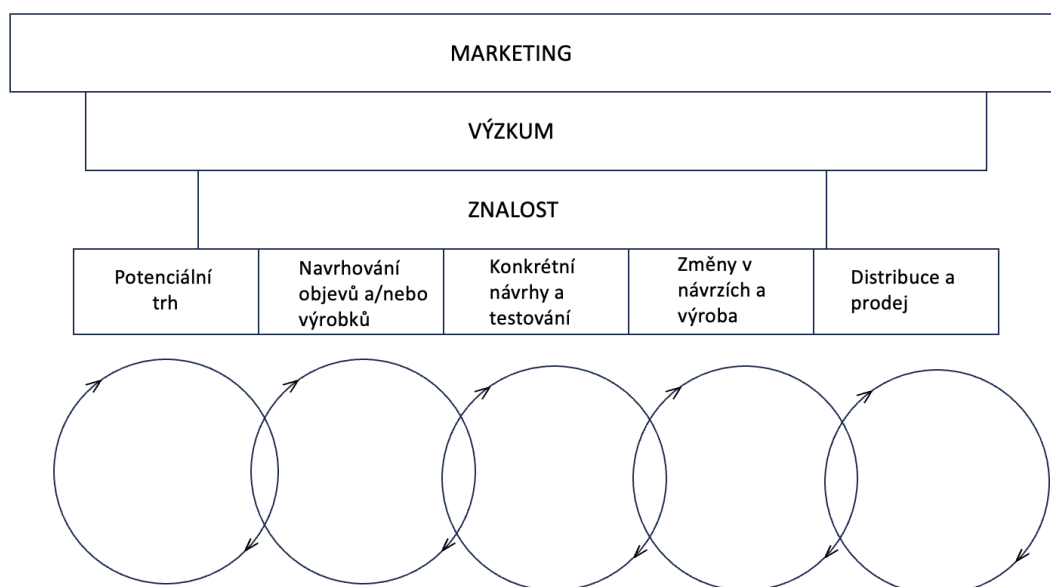 MARKETING
VÝZKUM
ZNALOST
Potenciální
trh
Navrhování
objevů a/nebo
výrobků
Konkrétní
návrhy a
testování
Změny v
návrzích a
výroba
Distribuce a
prodej